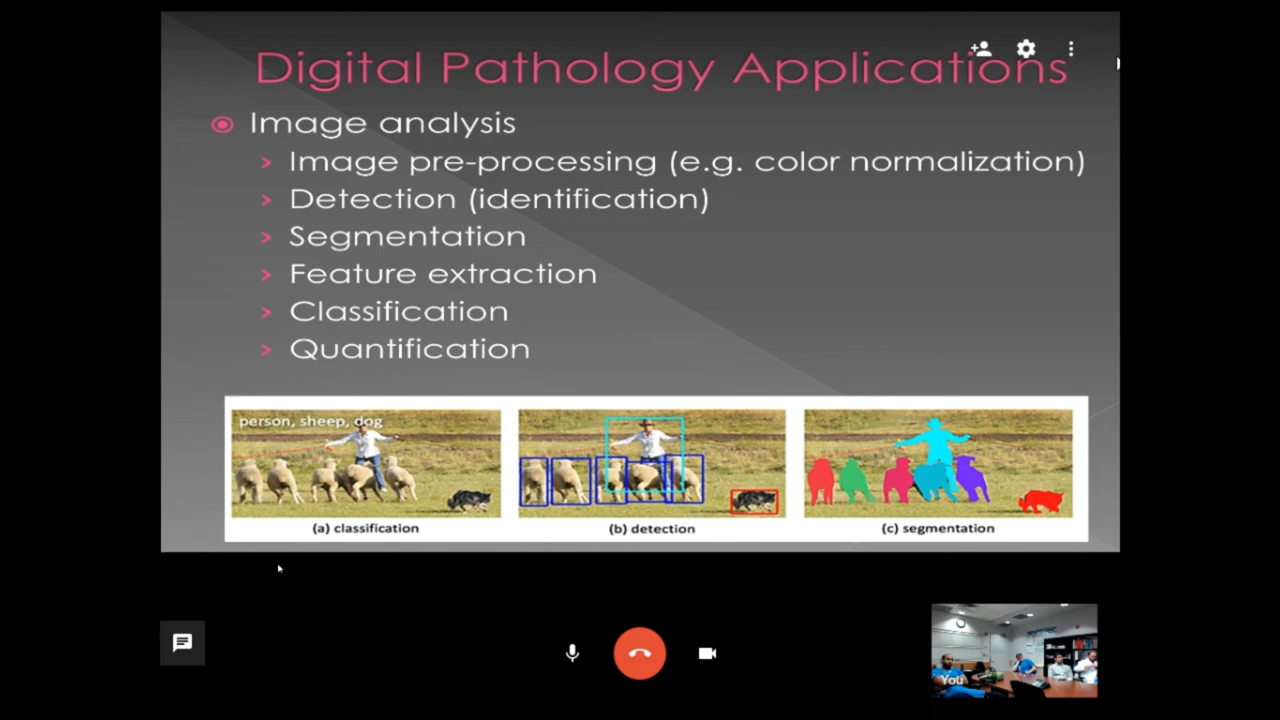 Digital Pathology Applications
Image analysis
Image pre-processing (e.g. color normalization)
Detection (identification)
Segmentation
Feature extraction
Classification
Quantification
person, sheep, dog
(a) classification
(b) detection
(c) segmentation
You